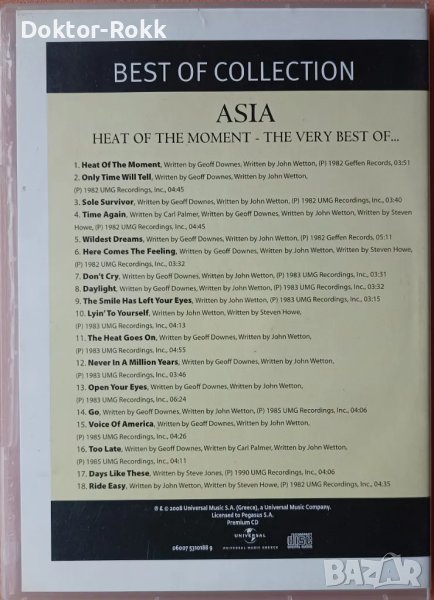 Doktor-Rokk
BEST OF COLLECTION
ASIA
HEAT OF THE MOMENT - THE VERY BEST OF...
1. Heat Of The Moment, Written by Geoff Downes, Written by John Wetton, (P) 1982 Geffen Records, 03:51
2. Only Time Will Tell, Written by Geoff Downes, Written by John Wetton,
(P) 1982 UMG Recordings, Inc., 04:45
3. Sole Survivor, Written by Geoff Downes, Written by John Wetton, (P) 1982 UMG Recordings, Inc., 03:40
4. Time Again, Written by Carl Palmer, Written by Geoff Downes, Written by John Wetton, Written by Steven
Howe, (P) 1982 UMG Recordings, Inc., 04:45
5. Wildest Dreams, Written by Geoff Downes, Written by John Wetton, (P) 1982 Geffen Records, 05:11
6. Here Comes The Feeling, Written by Geoff Downes, Written by John Wetton, Written by Steven Howe,
(P) 1982 UMG Recordings, Inc., 03:32
7. Don't Cry, Written by Geoff Downes, Written by John Wetton, (P) 1983 UMG Recordings, Inc., 03:31
8. Daylight, Written by Geoff Downes, Written by John Wetton, (P) 1983 UMG Recordings, Inc., 03:32
9. The Smile Has Left Your Eyes, Written by John Wetton, (P) 1983 UMG Recordings, Inc., 03:15
10. Lyin' To Yourself, Written by John Wetton, Written by Steven Howe,
(P) 1983 UMG Recordings, Inc., 04:13
11. The Heat Goes On, Written by Geoff Downes, Written by John Wetton,
(P) 1983 UMG Recordings, Inc., 04:55
12. Never In A Million Years, Written by Geoff Downes, Written by John Wetton,
(P) 1983 UMG Recordings, Inc., 03:46
13. Open Your Eyes, Written by Geoff Downes, Written by John Wetton,
(P) 1983 UMG Recordings, Inc., 06:24
14. Go, Written by Geoff Downes, Written by John Wetton, (P) 1985 UMG Recordings, Inc., 04:06
15. Voice Of America, Written by Geoff Downes, Written by John Wetton,
(P) 1985 UMG Recordings, Inc., 04:26
16. Too Late, Written by Geoff Downes, Written by Carl Palmer, Written by John Wetton,
(P) 1985 UMG Recordings, Inc., 04:11
17. Days Like These, Written by Steve Jones, (P) 1990 UMG Recordings, Inc., 04:06
18. Ride Easy, Written by John Wetton, Written by Steven Howe, (P) 1982 UMG Recordings, Inc., 04:35
℗ & © 2008 Universal Music S.A. (Greece), a Universal Music Company.
Licensed to Pegasus S.A.
Premium CD
UNIVERSAL
06007 5310188 9
UNIVERSAL MUSIC GREECE
COMPACT disc DIGITAL AUDIO
BAZAR